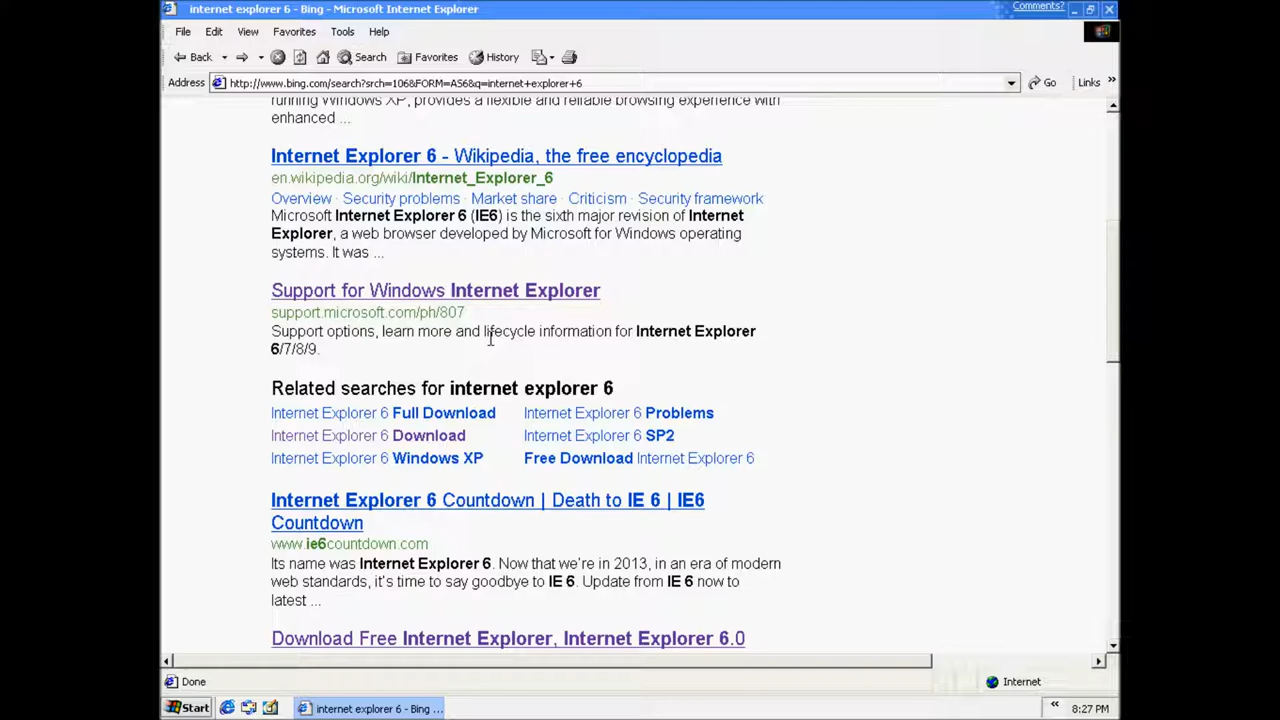 internet explorer 6 - Bing - Microsoft Internet Explorer
Comments?
File Edit View Favorites Tools Help
Back Search Favorites History
Address http://www.bing.com/search?srch=106&FORM=AS6&q=internet+explorer+6 Go Links »
running Windows XP, provides a flexible and reliable browsing experience with
enhanced ...
Internet Explorer 6 - Wikipedia, the free encyclopedia
en.wikipedia.org/wiki/Internet_Explorer_6
Overview · Security problems · Market share · Criticism · Security framework
Microsoft Internet Explorer 6 (IE6) is the sixth major revision of Internet
Explorer, a web browser developed by Microsoft for Windows operating
systems. It was ...
Support for Windows Internet Explorer
support.microsoft.com/ph/807
Support options, learn more and lifecycle information for Internet Explorer
6/7/8/9.
Related searches for internet explorer 6
Internet Explorer 6 Full Download Internet Explorer 6 Problems
Internet Explorer 6 Download Internet Explorer 6 SP2
Internet Explorer 6 Windows XP Free Download Internet Explorer 6
Internet Explorer 6 Countdown | Death to IE 6 | IE6
Countdown
www.ie6countdown.com
Its name was Internet Explorer 6. Now that we're in 2013, in an era of modern
web standards, it's time to say goodbye to IE 6. Update from IE 6 now to
latest ...
Download Free Internet Explorer, Internet Explorer 6.0
Done Internet
Start internet explorer 6 - Bing ... « 8:27 PM